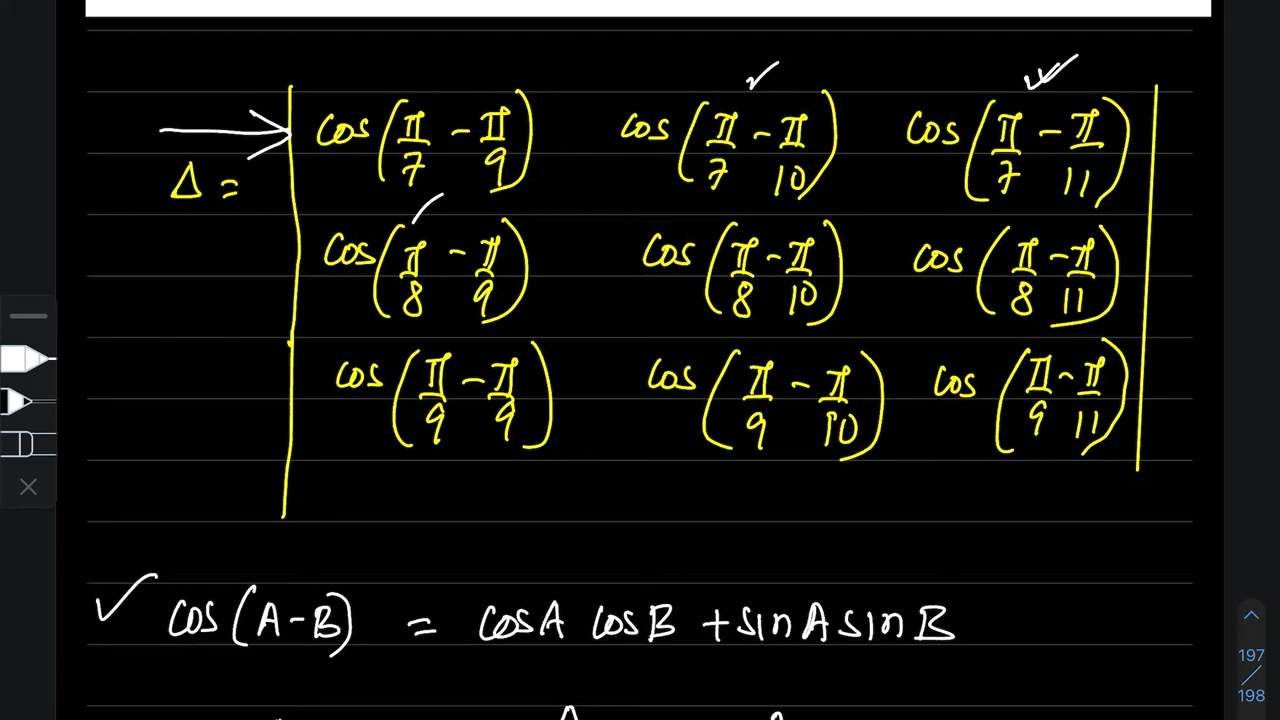 cos(π/7 - π/9) cos(π/7 - π/10) cos(π/7 - π/11)
Δ =
cos(π/8 - π/9) cos(π/8 - π/10) cos(π/8 - π/11)
cos(π/9 - π/9) cos(π/9 - π/10) cos(π/9 - π/11)
cos(A-B) = cosA cosB + sinA sinB
197
/
198